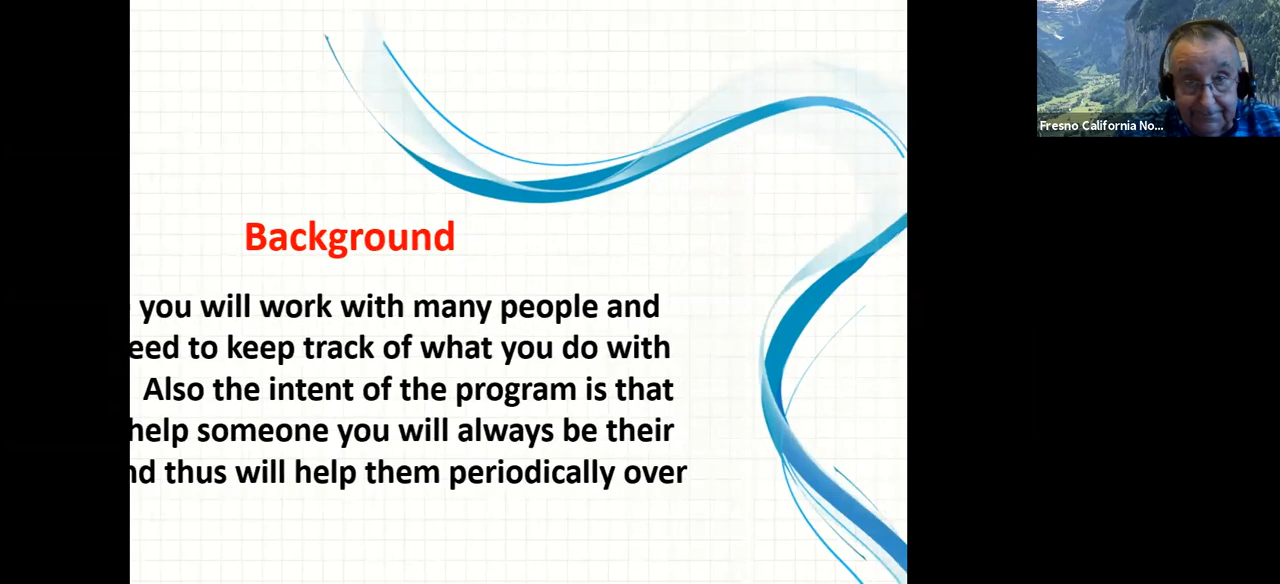 Background
you will work with many people and
eed to keep track of what you do with
Also the intent of the program is that
help someone you will always be their
nd thus will help them periodically over
Fresno California No...